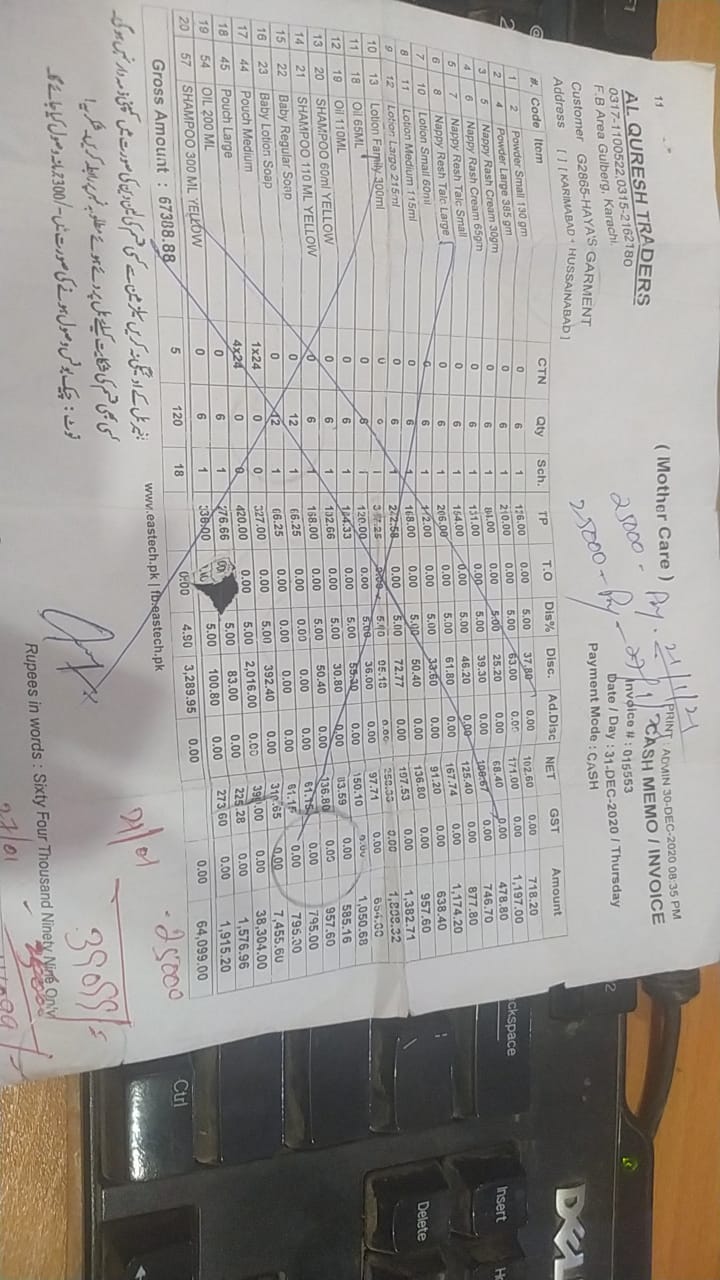 11
( Mother Care )
PRINT : ADMIN 30-DEC-2020 08:35 PM
AL QURESH TRADERS
CASH MEMO / INVOICE
0317-1100522,0315-2162180
Invoice # : 015553
F.B Area Gulberg, Karachi.
Date / Day : 31-DEC-2020 / Thursday
Customer G2865-HAYA'S GARMENT
Payment Mode : CASH
Address [ ] [ KARIMABAD + HUSSAINABAD ]
25000 - Py. 21/1/21
25000 - Py - 27/1/
#. Code Item CTN Qty Sch. TP T.O Dis% Disc. Ad.Disc NET GST Amount
1 2 Powder Small 130 gm 0 6 1 126.00 0.00 5.00 37.80 0.00 102.60 0.00 718.20
2 4 Powder Large 385 gm 0 6 1 210.00 0.00 5.00 63.00 0.00 171.00 0.00 1,197.00
3 5 Nappy Rash Cream 30gm 0 6 1 84.00 0.00 5.00 25.20 0.00 68.40 0.00 478.80
4 6 Nappy Rash Cream 65gm 0 6 1 131.00 0.00 5.00 39.30 0.00 106.67 0.00 746.70
5 7 Nappy Resh Talc Small 0 6 1 154.00 0.00 5.00 46.20 0.00 125.40 0.00 877.80
6 8 Nappy Resh Talc Large 0 6 1 206.00 0.00 5.00 61.80 0.00 167.74 0.00 1,174.20
7 10 Lotion Small 60ml 0 6 1 112.00 0.00 5.00 33.60 0.00 91.20 0.00 638.40
8 11 Lotion Medium 115ml 0 6 1 168.00 0.00 5.00 50.40 0.00 136.80 0.00 957.60
9 12 Lotion Largo 215ml 0 6 1 242.58 0.00 5.00 72.77 0.00 197.53 0.00 1,382.71
10 13 Lotion Family 300ml 0 6 1 317.25 0.00 5.00 95.18 0.00 258.33 0.00 1,808.32
11 18 Oil 65ML 0 6 1 120.00 0.00 5.00 36.00 0.00 97.71 0.00 684.00
12 19 Oil 110ML 0 6 1 184.33 0.00 5.00 55.30 0.00 150.10 0.00 1,050.68
13 20 SHAMPOO 60ml YELLOW 0 6 1 102.66 0.00 5.00 30.80 0.00 83.59 0.00 585.16
14 21 SHAMPOO 110 ML YELLOW 0 6 1 168.00 0.00 5.00 50.40 0.00 136.80 0.00 957.60
15 22 Baby Regular Soap 0 12 1 66.25 0.00 0.00 0.00 0.00 61.15 0.00 795.00
16 23 Baby Lotion Soap 0 12 1 66.25 0.00 0.00 0.00 0.00 61.15 0.00 795.00
17 44 Pouch Medium 1x24 0 0 327.00 0.00 5.00 392.40 0.00 310.65 0.00 7,455.60
18 45 Pouch Large 4x24 0 0 420.00 0.00 5.00 2,016.00 0.00 399.00 0.00 38,304.00
19 54 OIL 200 ML 0 6 1 276.66 5.00 83.00 0.00 225.28 0.00 1,576.96
20 57 SHAMPOO 300 ML YELLOW 0 6 1 336.00 5.00 100.80 0.00 273.60 0.00 1,915.20
Gross Amount : 67388.88 5 120 18 0.00 4.90 3,289.95 0.00 0.00 64,099.00
www.eastech.pk | fb.eastech.pk
بغیر بل کے ادائیگی نہ کریں سیلزمین سے کسی قسم کی لین دین کی صورت میں کمپنی ذمہ دار نہیں ہوگی۔
کسی بھی قسم کی شکایت کیلئے بل پر دئے ہوئے مطلوبہ نمبر پر رابطہ کریں۔ شکریہ!
نوٹ : چیک بونس وصول ہونے کی صورت میں -/300 جرمانہ وصول کیا جائے گا۔
21/01 - 25000
39099/=
Rupees in words : Sixty Four Thousand Ninety Nine Only
27/01 - 25000
DELL
Backspace
Insert
Delete
Ctrl